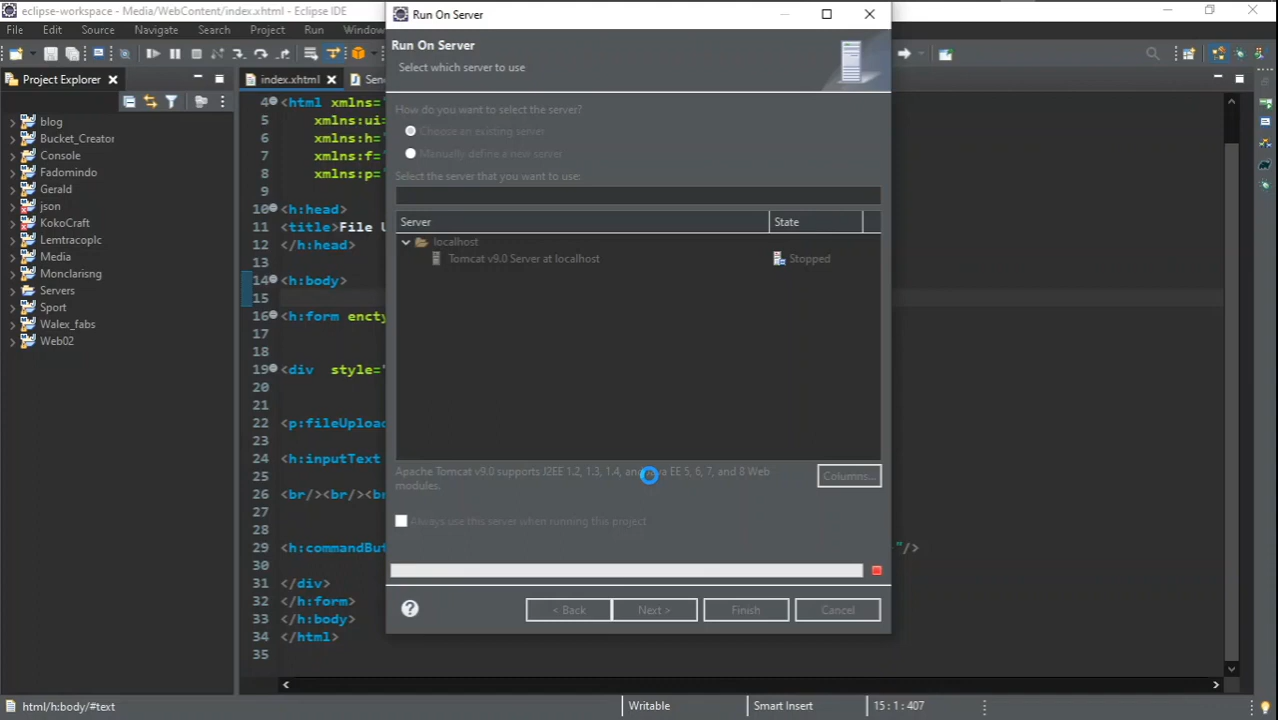 eclipse-workspace - Media/WebContent/index.xhtml - Eclipse IDE
Run On Server
File Edit Source Navigate Search Project Run Window
Run On Server
Select which server to use
Project Explorer
index.xhtml
How do you want to select the server?
Choose an existing server
Manually define a new server
Select the server that you want to use:
Server State
localhost
Tomcat v9.0 Server at localhost Stopped
Apache Tomcat v9.0 supports J2EE 1.2, 1.3, 1.4, and EE 5, 6, 7, and 8 Web
modules.
Columns...
Always use this server when running this project
< Back Next > Finish Cancel
blog
Bucket_Creator
Console
Fadomindo
Gerald
json
KokoCraft
Lemtracoplc
Media
Monclarisng
Servers
Sport
Walex_fabs
Web02
4 <html xmlns=
5 xmlns:ui=
6 xmlns:h=
7 xmlns:f=
8 xmlns:p=
9
10 <h:head>
11 <title>File
12 </h:head>
13
14 <h:body>
15
16 <h:form
17
18
19 <div style=
20
21
22 <p:fileUpload
23
24 <h:inputText
25
26 <br/><br/>
27
28
29 "/>
30
31 </div>
32 </h:form>
33 </h:body>
34 </html>
35
html/h:body/#text Writable Smart Insert 15 : 1 : 407